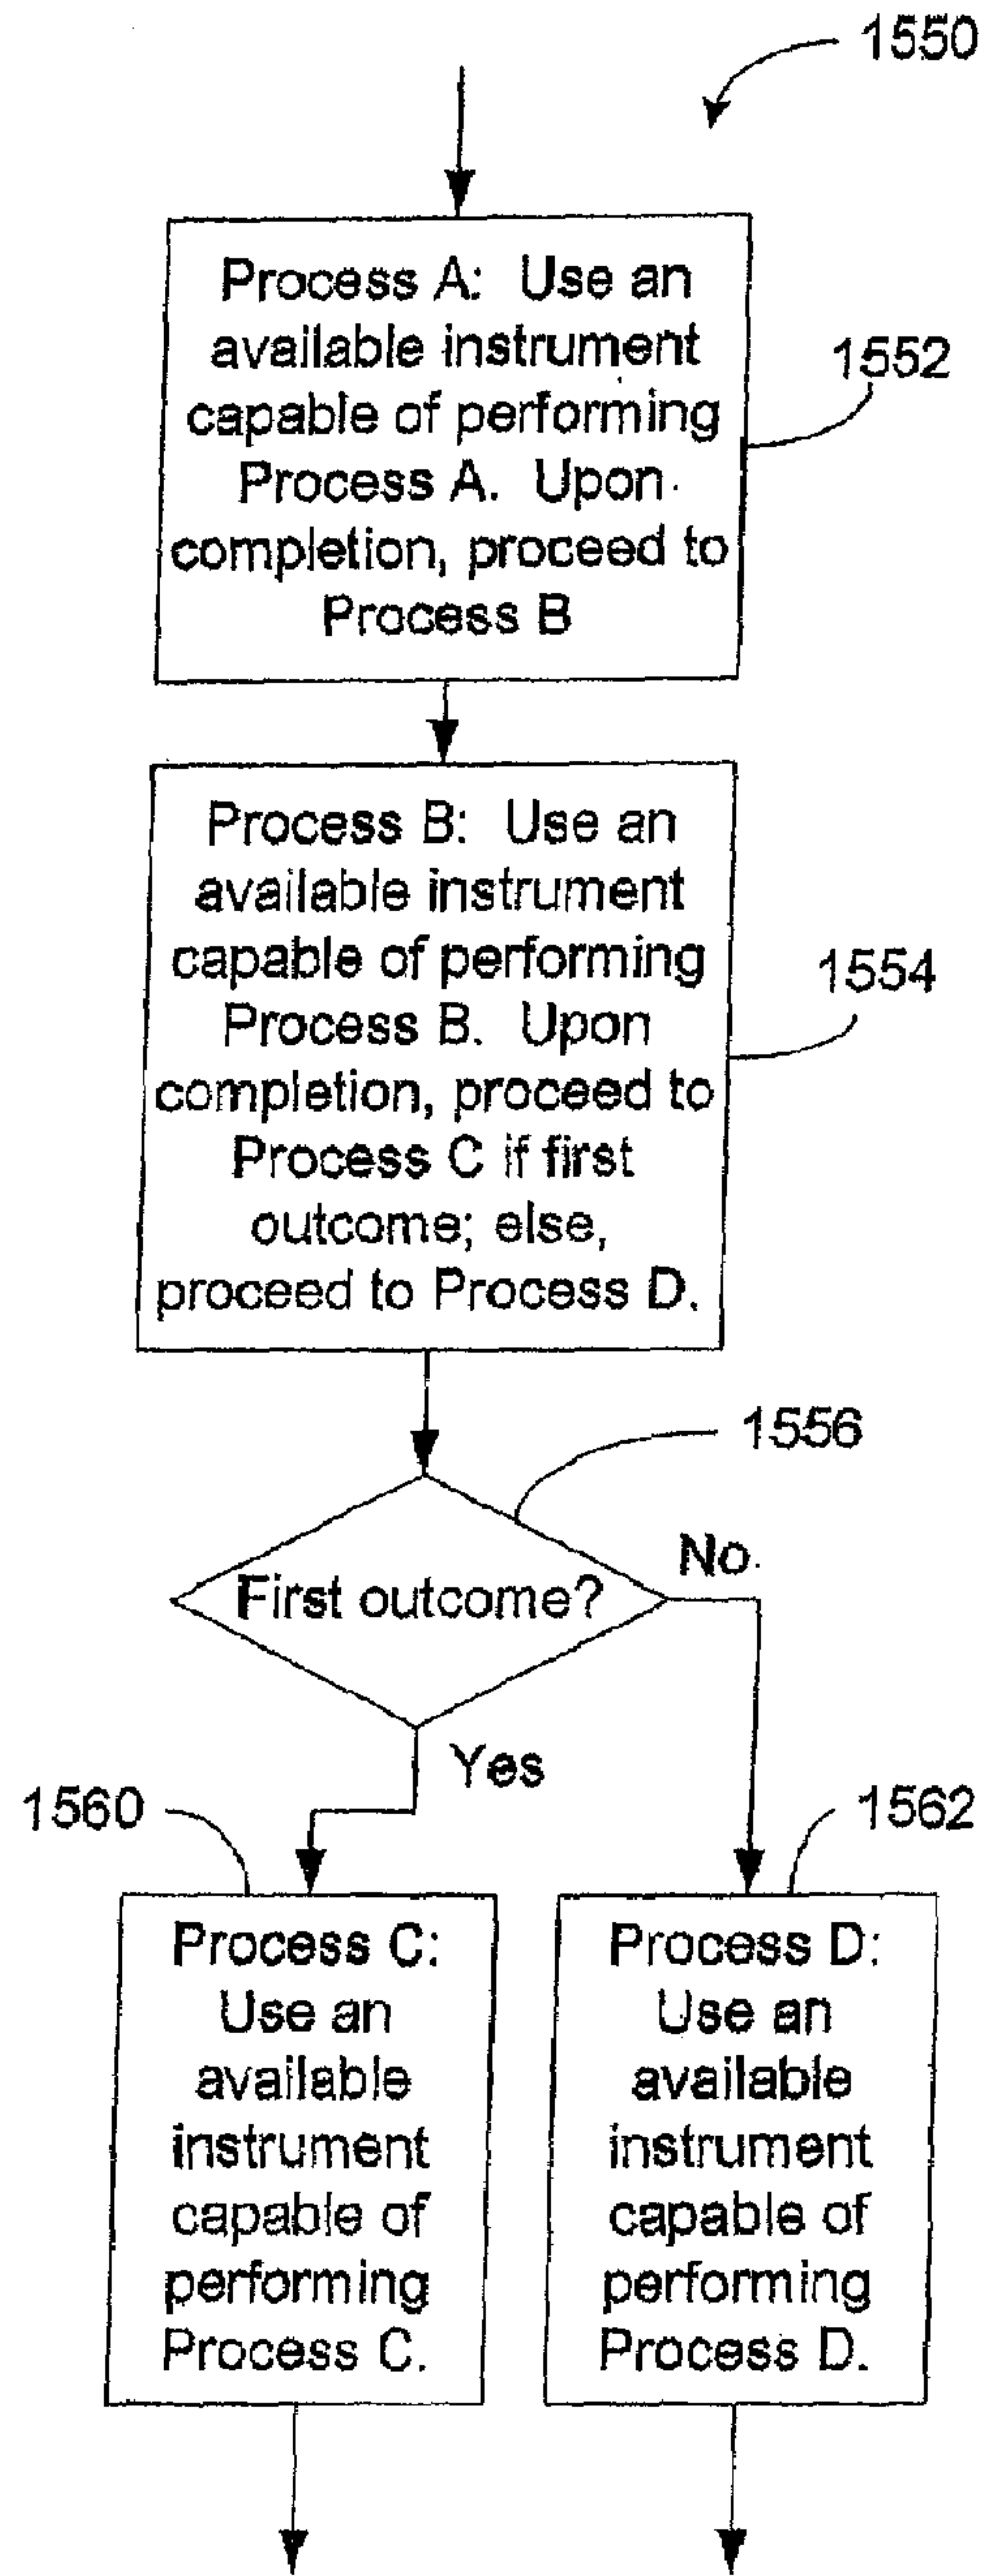 1550
Process A: Use an
available instrument
capable of performing
Process A. Upon
completion, proceed to
Process B
1552
Process B: Use an
available instrument
capable of performing
Process B. Upon
completion, proceed to
Process C if first
outcome; else,
proceed to Process D.
1554
1556
First outcome?
No
Yes
1560
1562
Process C:
Use an
available
instrument
capable of
performing
Process C.
Process D:
Use an
available
instrument
capable of
performing
Process D.